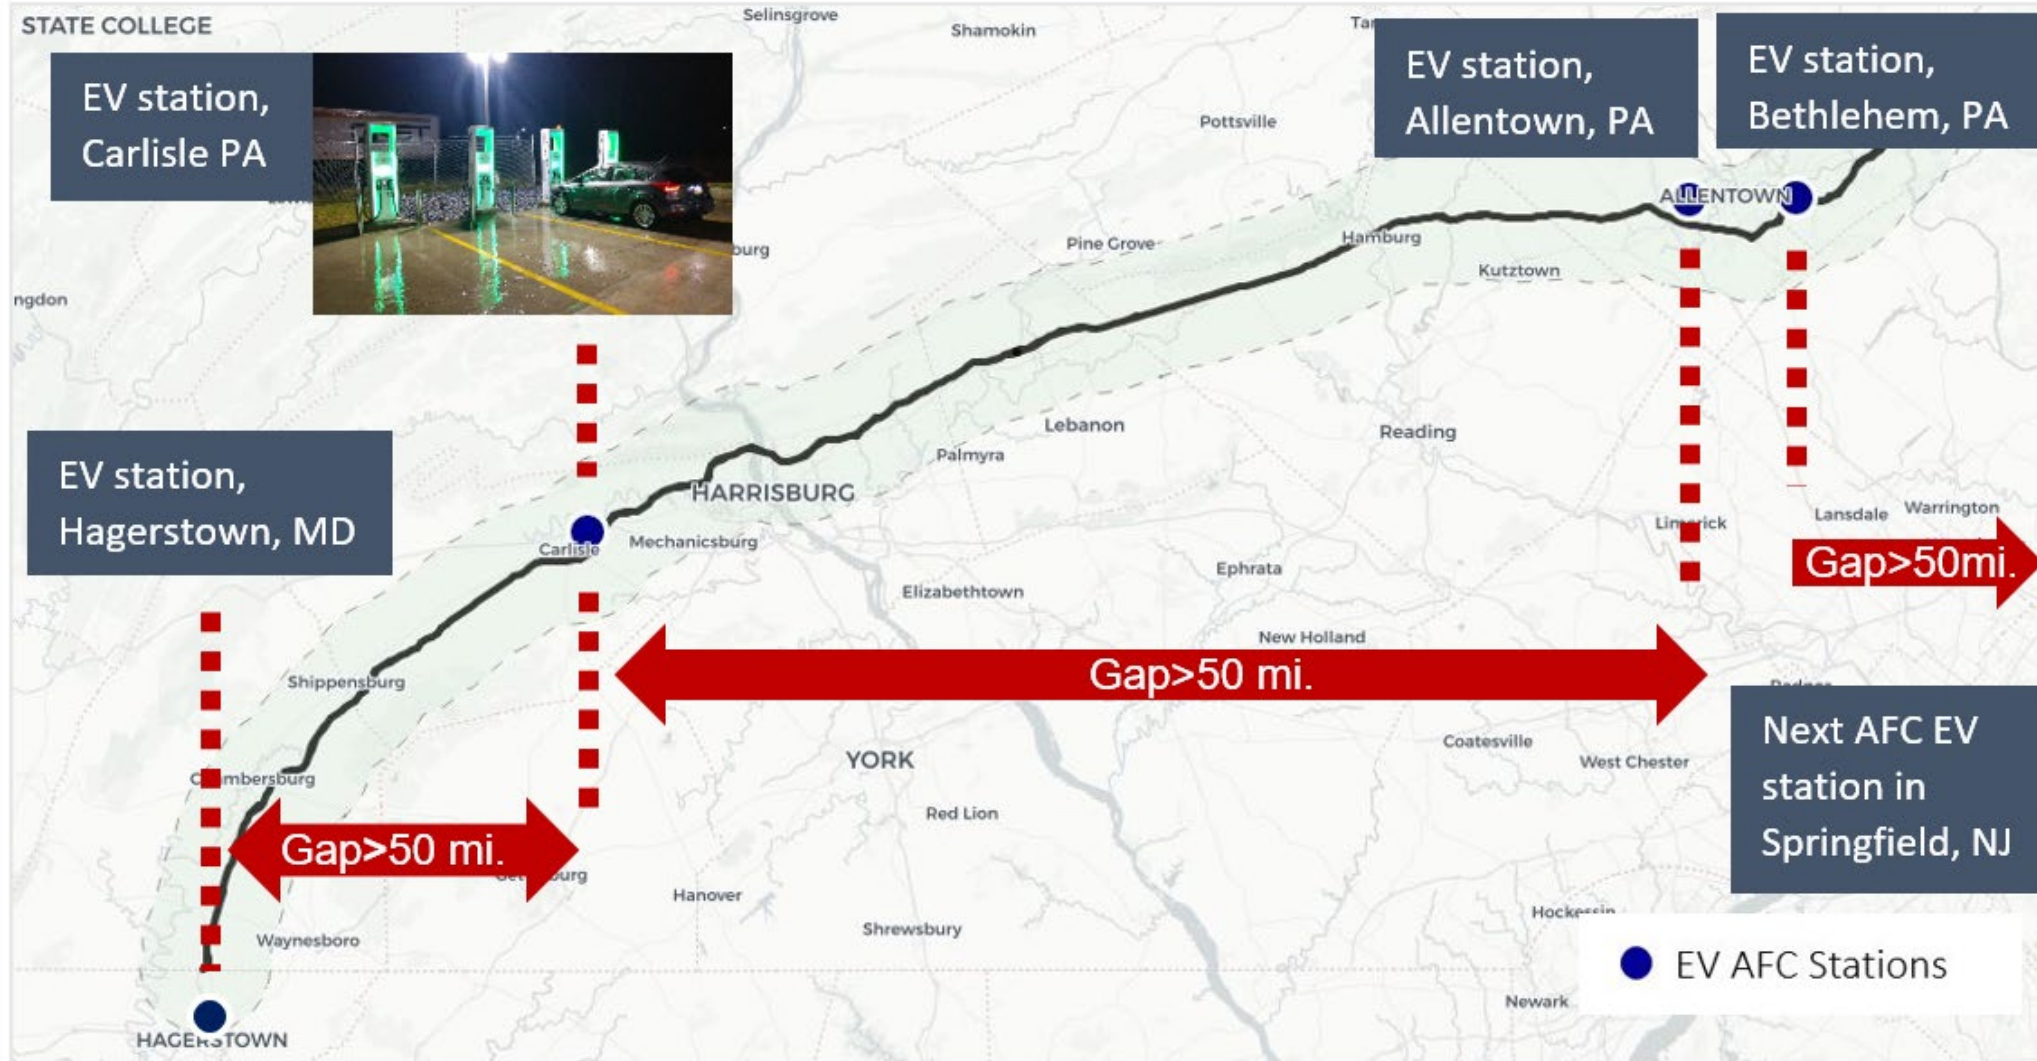 STATE COLLEGE
Selinsgrove
Shamokin
EV station,
Carlisle PA
EV station,
Allentown, PA
EV station,
Bethlehem, PA
Pottsville
ALLENTOWN
Pine Grove
Hamburg
Kutztown
Lebanon
Reading
Palmyra
EV station,
Hagerstown, MD
HARRISBURG
Carlisle
Mechanicsburg
Limerick
Lansdale
Warrington
Gap>50mi.
Ephrata
Elizabethtown
New Holland
Gap>50 mi.
Shippensburg
Next AFC EV
station in
Springfield, NJ
Coatesville
West Chester
YORK
Chambersburg
Red Lion
Gap>50 mi.
Hanover
Shrewsbury
Hockessin
Waynesboro
EV AFC Stations
Newark
HAGERSTOWN